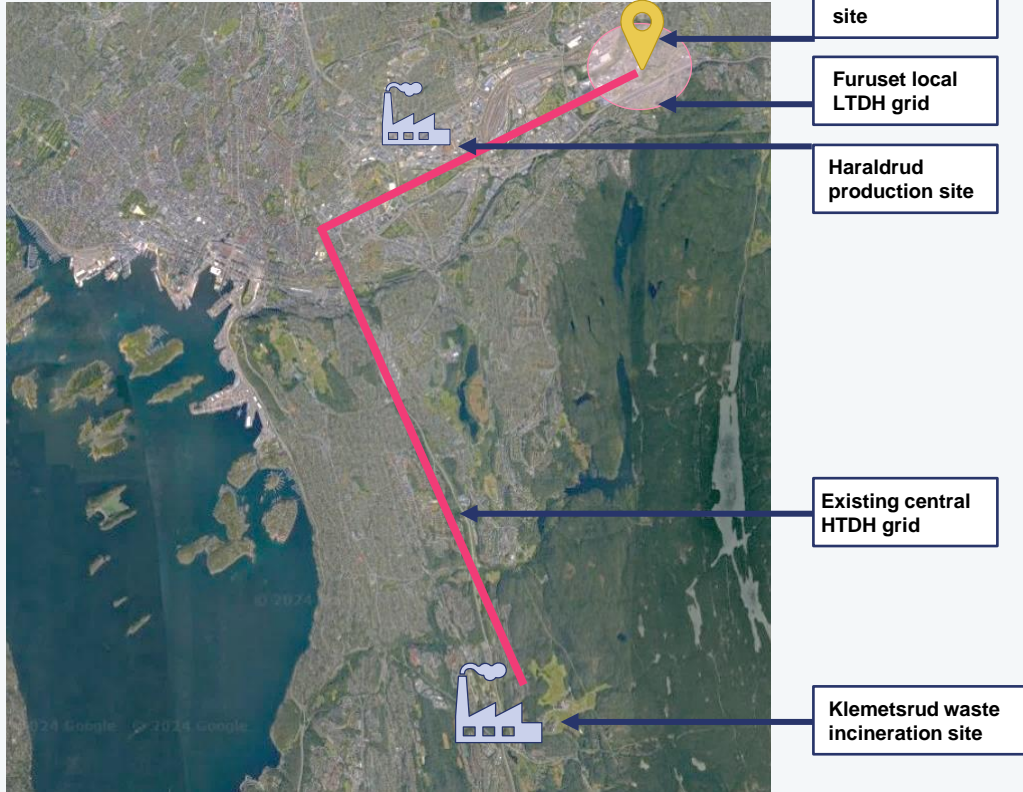 site
Furuset local
LTDH grid
Haraldrud
production site
Existing central
HTDH grid
© 2024
Klemetsrud waste
incineration site
2024 Google
© 2024 Google